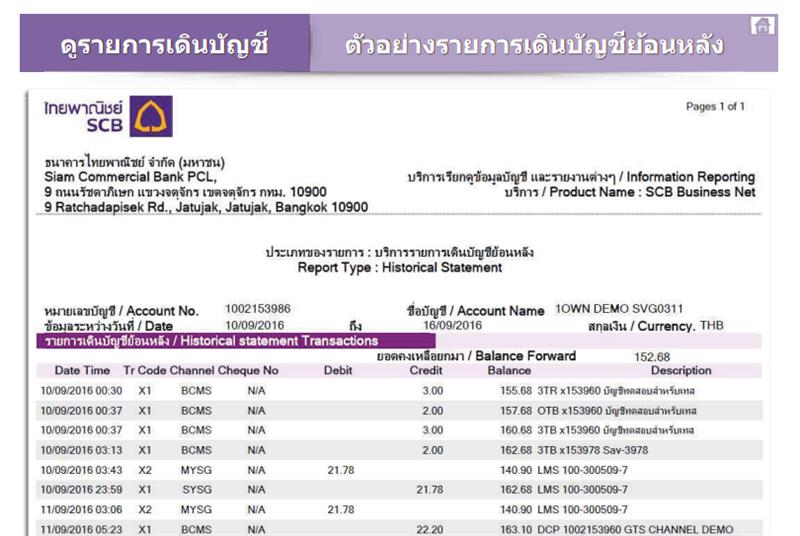 ดูรายการเดินบัญชี
ตัวอย่างรายการเดินบัญชีย้อนหลัง
ไทยพาณิชย์
SCB
Pages 1 of 1
ธนาคารไทยพาณิชย์ จำกัด (มหาชน)
Siam Commercial Bank PCL,
9 ถนนรัชดาภิเษก แขวงจตุจักร เขตจตุจักร กทม. 10900
9 Ratchadapisek Rd., Jatujak, Jatujak, Bangkok 10900
บริการเรียกดูข้อมูลบัญชี และรายงานต่างๆ / Information Reporting
บริการ / Product Name : SCB Business Net
ประเภทของรายการ : บริการรายการเดินบัญชีย้อนหลัง
Report Type : Historical Statement
หมายเลขบัญชี / Account No. 1002153986 ชื่อบัญชี / Account Name 1OWN DEMO SVG0311
ข้อมูลระหว่างวันที่ / Date 10/09/2016 ถึง 16/09/2016 สกุลเงิน / Currency. THB
รายการเดินบัญชีย้อนหลัง / Historical statement Transactions
ยอดคงเหลือยกมา / Balance Forward 152.68
Date Time Tr Code Channel Cheque No Debit Credit Balance Description
10/09/2016 00:30 X1 BCMS N/A 3.00 155.68 3TR x153960 บัญชีทดสอบสำหรับเทส
10/09/2016 00:37 X1 BCMS N/A 2.00 157.68 OTB x153960 บัญชีทดสอบสำหรับเทส
10/09/2016 00:37 X1 BCMS N/A 3.00 160.68 3TB x153960 บัญชีทดสอบสำหรับเทส
10/09/2016 03:13 X1 BCMS N/A 2.00 162.68 3TB x153978 Sav-3978
10/09/2016 03:43 X2 MYSG N/A 21.78 140.90 LMS 100-300509-7
10/09/2016 23:59 X1 SYSG N/A 21.78 162.68 LMS 100-300509-7
11/09/2016 03:06 X2 MYSG N/A 21.78 140.90 LMS 100-300509-7
11/09/2016 05:23 X1 BCMS N/A 22.20 163.10 DCP 1002153960 GTS CHANNEL DEMO